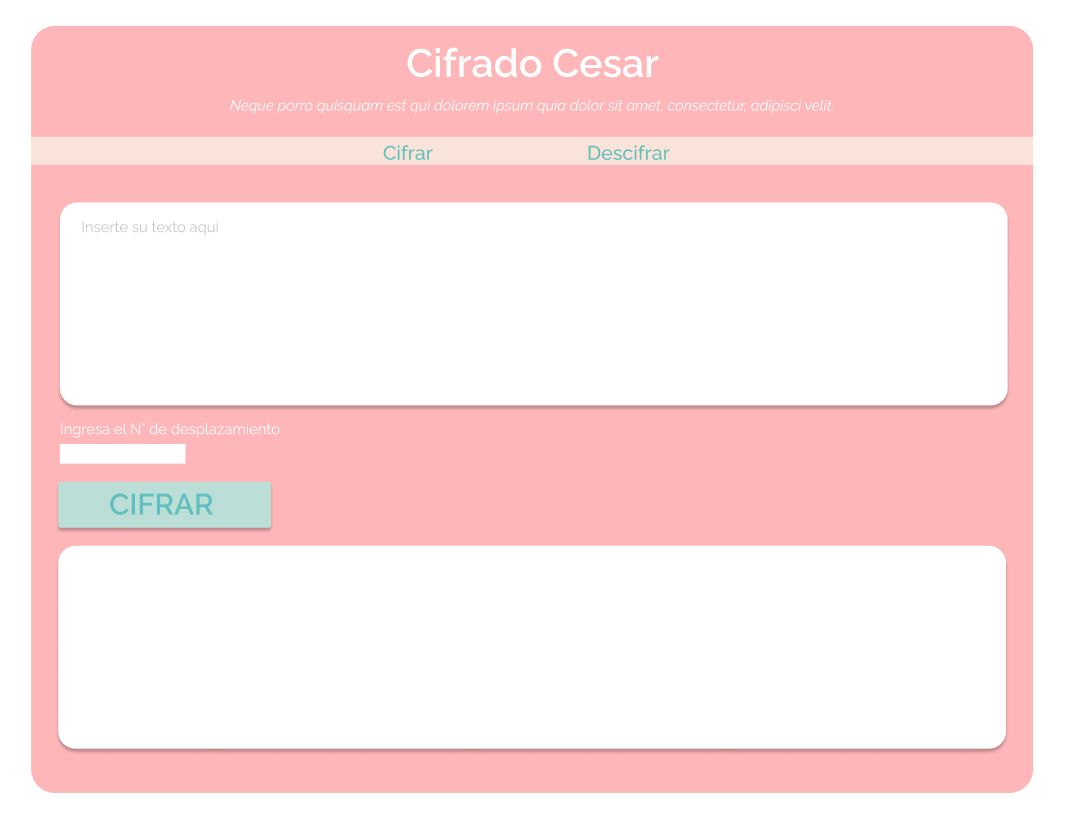 Cifrado Cesar
Neque porro quisquam est qui dolorem ipsum quia dolor sit amet, consectetur, adipisci velit.
Cifrar Descifrar
Inserte su texto aquí
Ingresa el N° de desplazamiento
CIFRAR